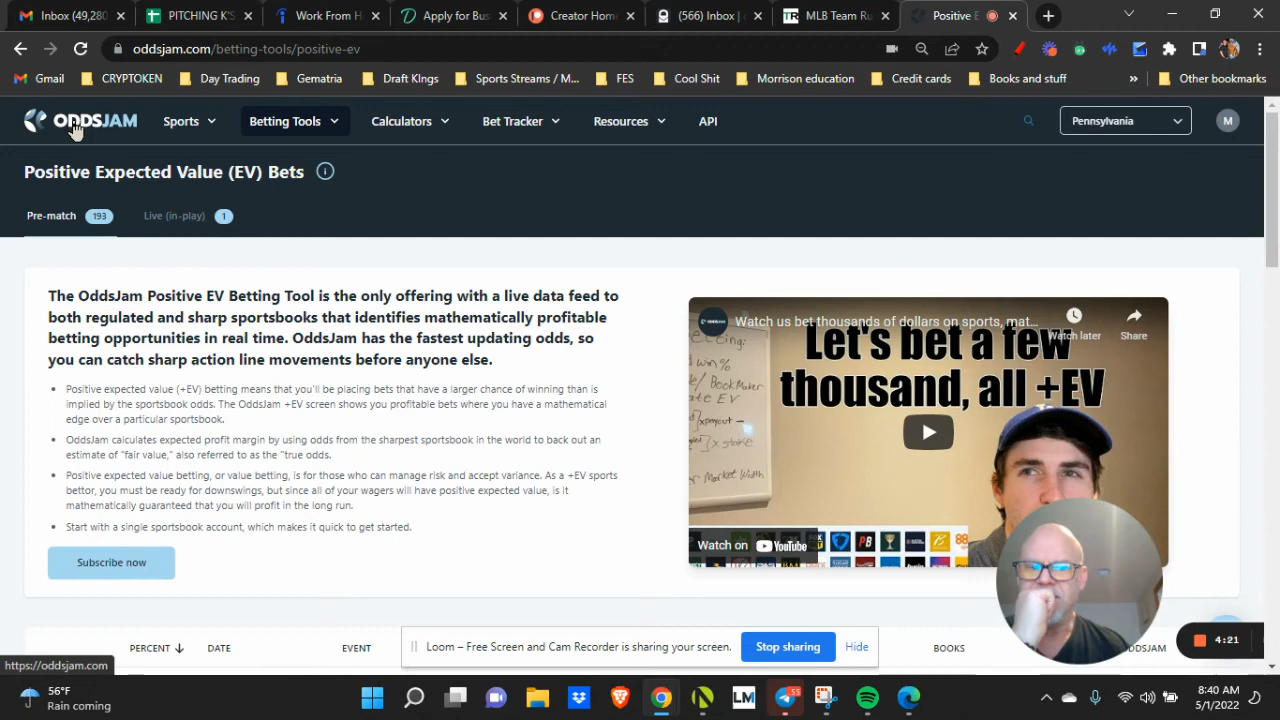 Inbox (49,280
PITCHING K'S
Work From H
Apply for Bus
Creator Home
(566) Inbox | c
MLB Team Ru
Positive E
oddsjam.com/betting-tools/positive-ev
Gmail
CRYPTOKEN
Day Trading
Gematria
Draft KIngs
Sports Streams / M...
FES
Cool Shit
Morrison education
Credit cards
Books and stuff
»
Other bookmarks
ODDSJAM
Sports
Betting Tools
Calculators
Bet Tracker
Resources
API
Pennsylvania
M
Positive Expected Value (EV) Bets
Pre-match 193
Live (in-play) 1
The OddsJam Positive EV Betting Tool is the only offering with a live data feed to
both regulated and sharp sportsbooks that identifies mathematically profitable
betting opportunities in real time. OddsJam has the fastest updating odds, so
you can catch sharp action line movements before anyone else.
• Positive expected value (+EV) betting means that you'll be placing bets that have a larger chance of winning than is
implied by the sportsbook odds. The OddsJam +EV screen shows you profitable bets where you have a mathematical
edge over a particular sportsbook.
• OddsJam calculates expected profit margin by using odds from the sharpest sportsbook in the world to back out an
estimate of "fair value," also referred to as the "true odds.
• Positive expected value betting, or value betting, is for those who can manage risk and accept variance. As a +EV sports
bettor, you must be ready for downswings, but since all of your wagers will have positive expected value, is it
mathematically guaranteed that you will profit in the long run.
• Start with a single sportsbook account, which makes it quick to get started.
Subscribe now
Watch us bet thousands of dollars on sports, mat...
Watch later
Share
Let's bet a few
thousand, all +EV
Watch on YouTube
PERCENT
DATE
EVENT
BOOKS
ODDSJAM
Loom – Free Screen and Cam Recorder is sharing your screen.
Stop sharing
Hide
4:21
https://oddsjam.com
56°F
Rain coming
LM
55
8:40 AM
5/1/2022